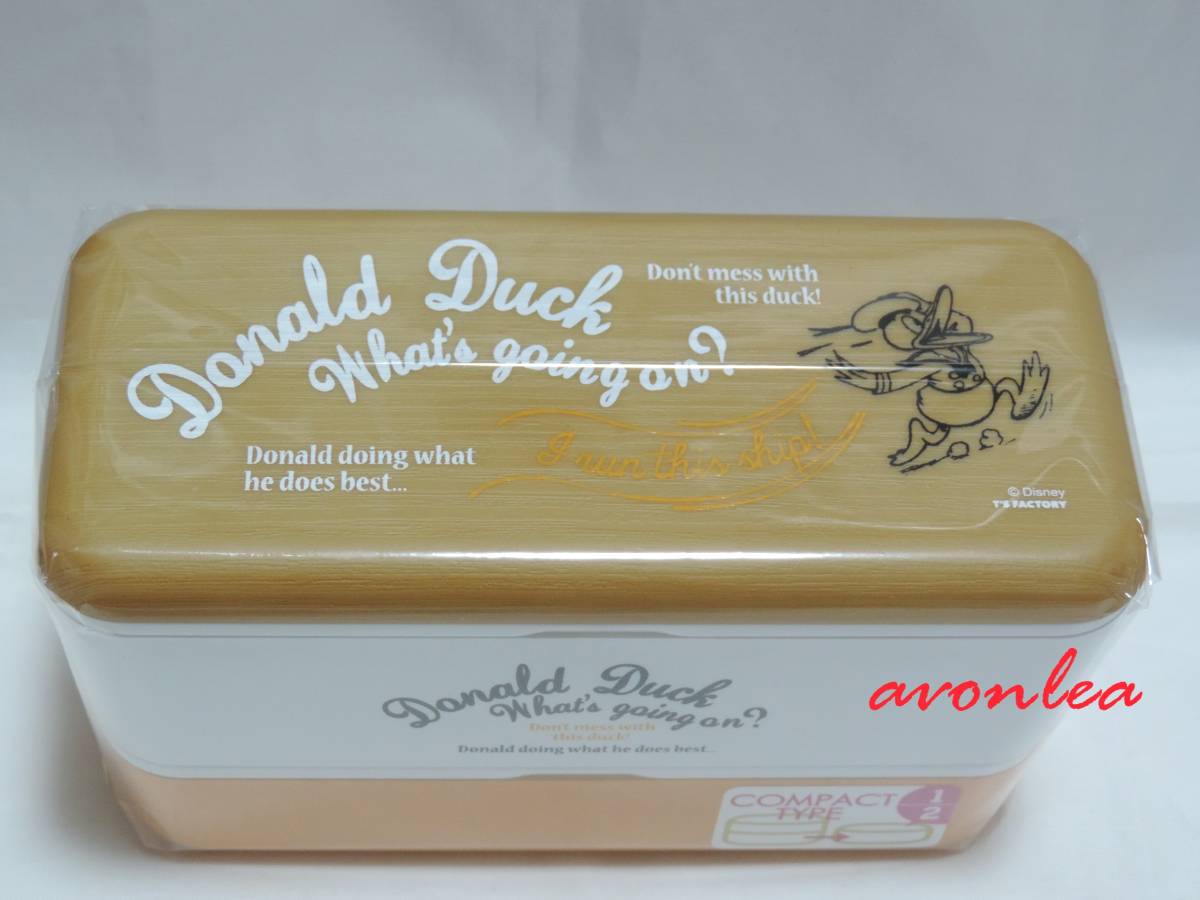 Donald Duck
What's going on?
Don't mess with
this duck!
Donald doing what
he does best...
I run this ship!
© Disney
T'S FACTORY
Donald Duck
What's going on?
Don't mess with
this duck!
Donald doing what he does best...
avonlea
COMPACT
TYPE
1/2